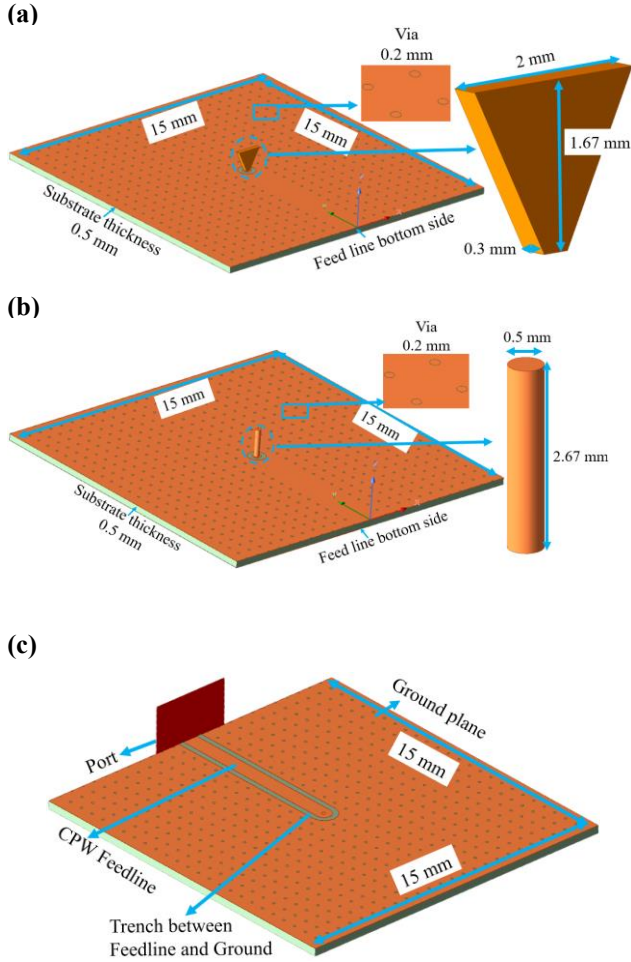 (a)
Via
0.2 mm
2 mm
15 mm
15 mm
1.67 mm
Substrate thickness
0.5 mm
Feed line bottom side
0.3 mm
(b)
Via
0.2 mm
0.5 mm
15 mm
15 mm
2.67 mm
Substrate thickness
0.5 mm
Feed line bottom side
(c)
Ground plane
Port
15 mm
CPW Feedline
15 mm
Trench between
Feedline and Ground